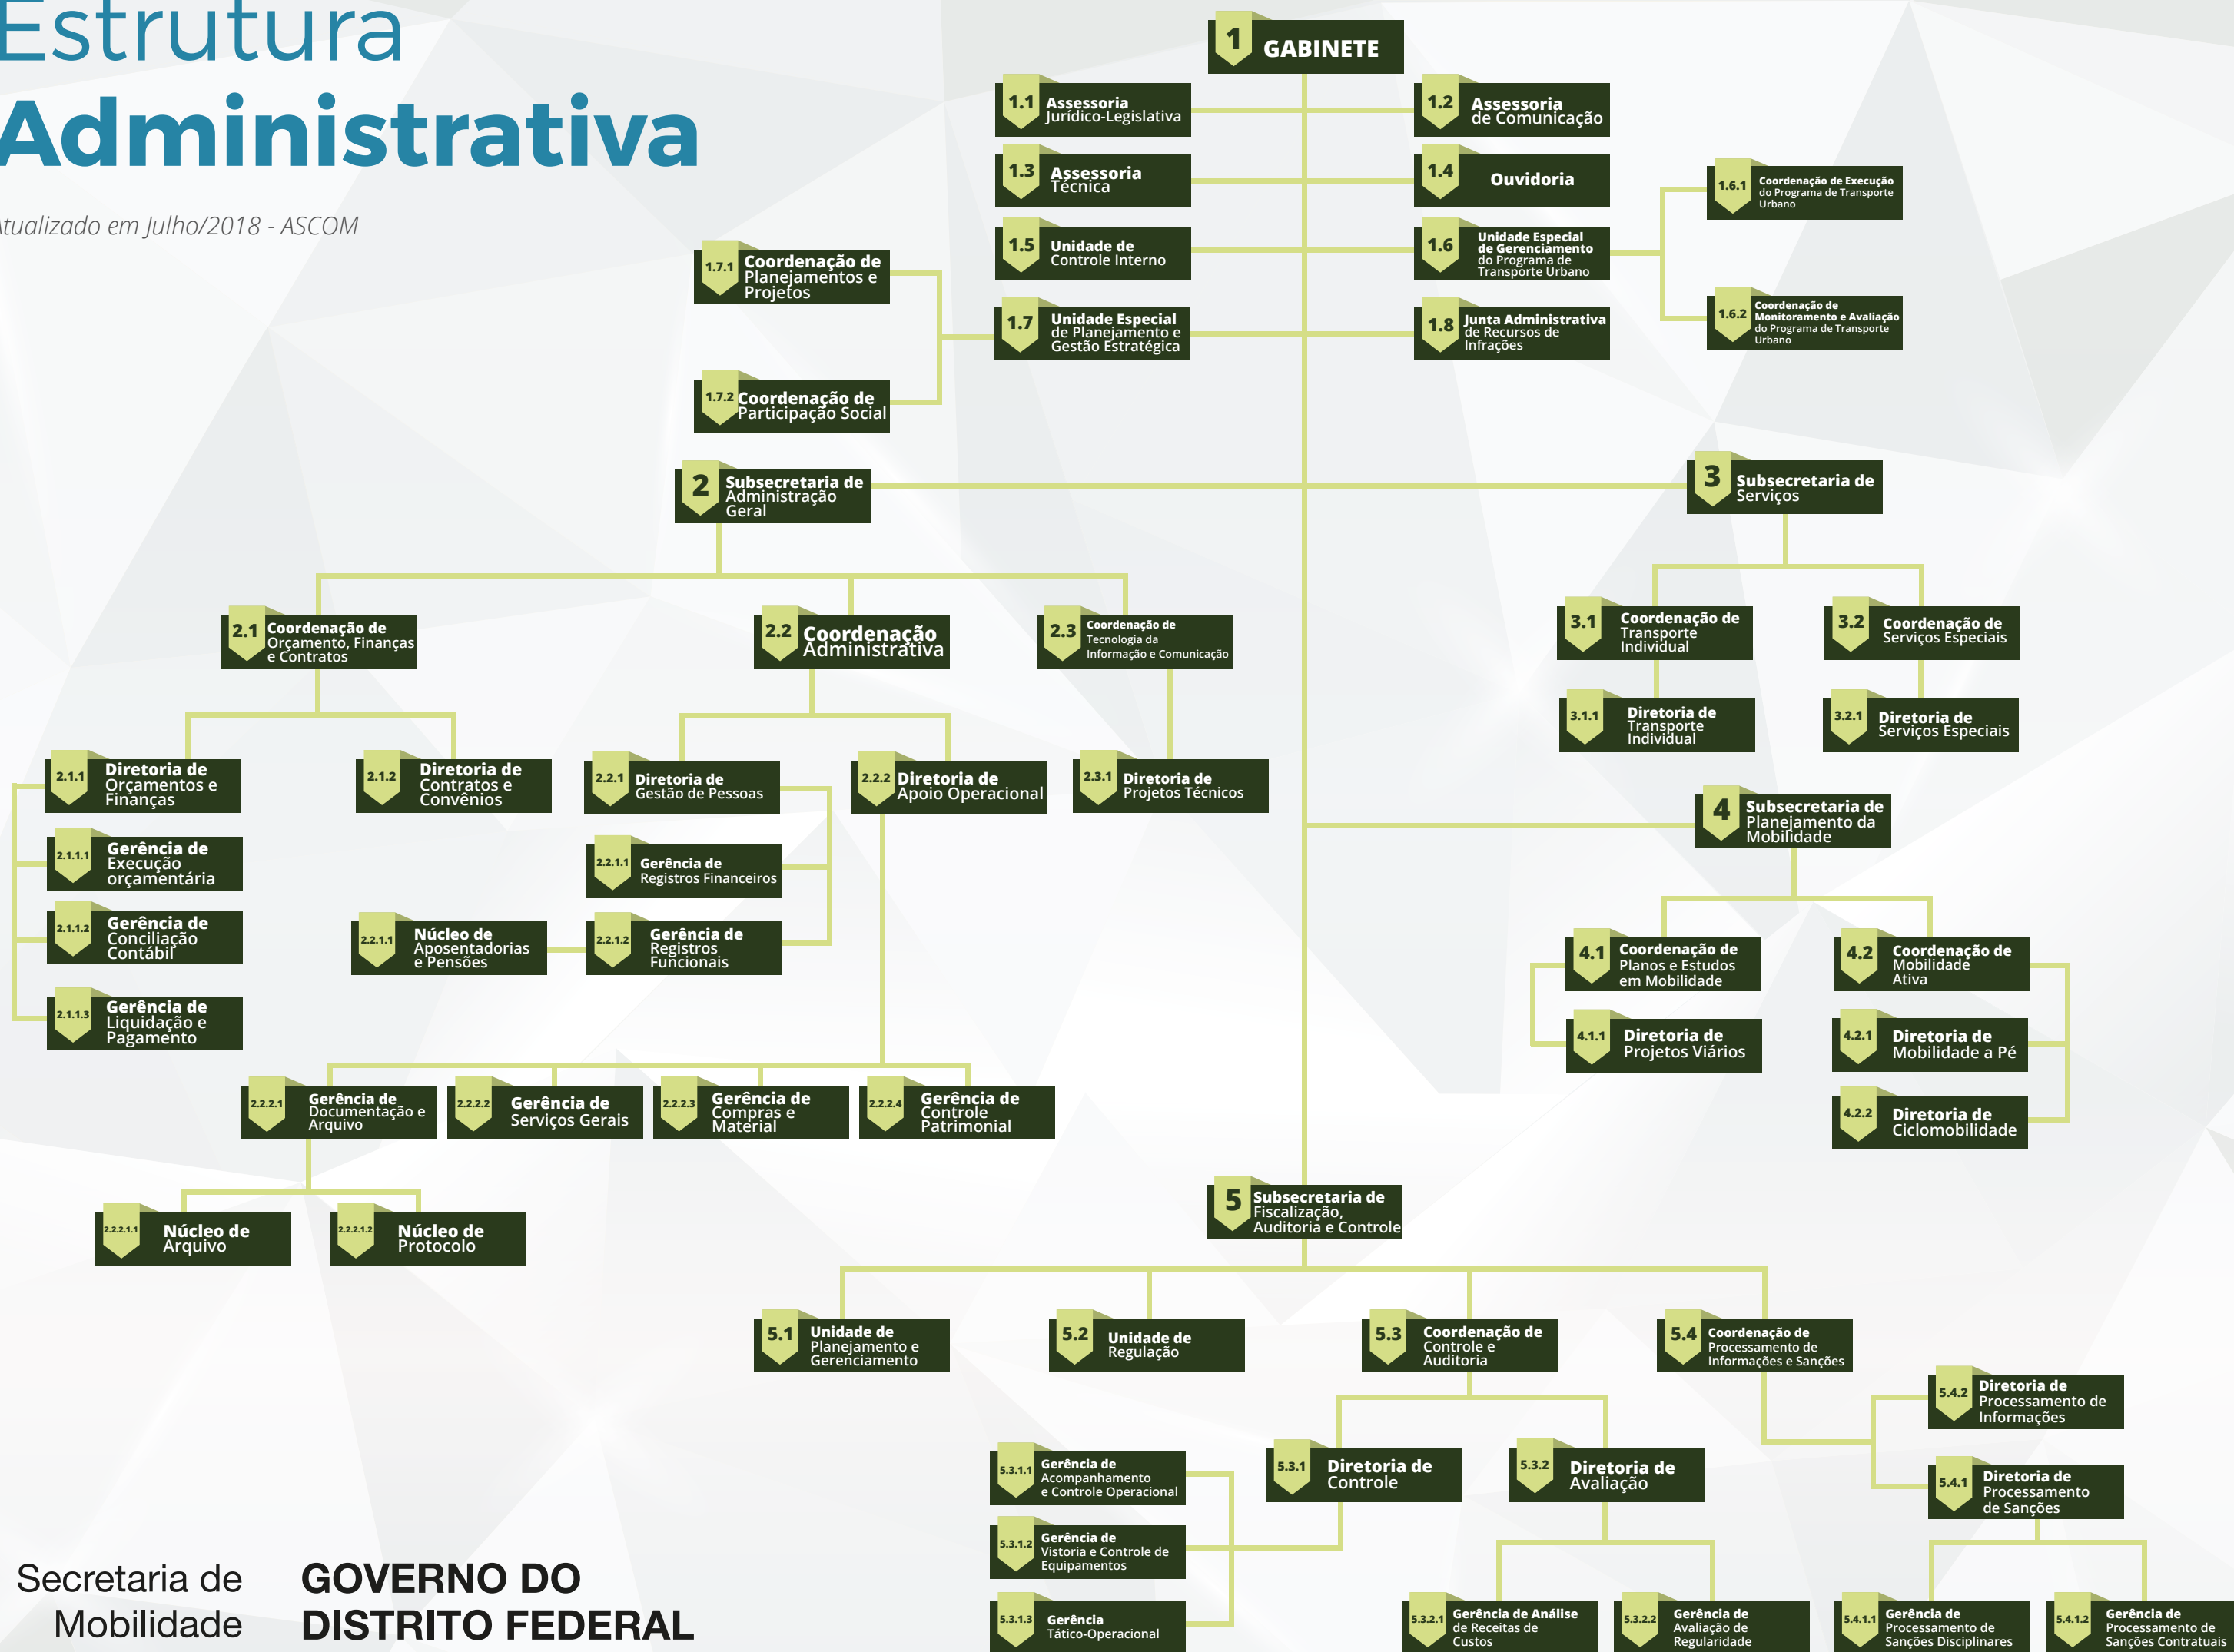 Estrutura
Administrativa
Atualizado em Julho/2018 - ASCOM
1
GABINETE
1.1
Assessoria
Jurídico-Legislativa
1.2
Assessoria
de Comunicação
1.3
Assessoria
Técnica
1.4
Ouvidoria
1.5
Unidade de
Controle Interno
1.6
Unidade Especial
de Gerenciamento
do Programa de
Transporte Urbano
1.6.1
Coordenação de Execução
do Programa de Transporte
Urbano
1.6.2
Coordenação de
Monitoramento e Avaliação
do Programa de Transporte
Urbano
1.7
Unidade Especial
de Planejamento e
Gestão Estratégica
1.7.1
Coordenação de
Planejamentos e
Projetos
1.7.2
Coordenação de
Participação Social
1.8
Junta Administrativa
de Recursos de
Infrações
2
Subsecretaria de
Administração
Geral
2.1
Coordenação de
Orçamento, Finanças
e Contratos
2.2
Coordenação
Administrativa
2.3
Coordenação de
Tecnologia da
Informação e Comunicação
2.1.1
Diretoria de
Orçamentos e
Finanças
2.1.2
Diretoria de
Contratos e
Convênios
2.2.1
Diretoria de
Gestão de Pessoas
2.2.2
Diretoria de
Apoio Operacional
2.3.1
Diretoria de
Projetos Técnicos
2.1.1.1
Gerência de
Execução
orçamentária
2.1.1.2
Gerência de
Conciliação
Contábil
2.1.1.3
Gerência de
Liquidação e
Pagamento
2.2.1.1
Gerência de
Registros Financeiros
2.2.1.1
Núcleo de
Aposentadorias
e Pensões
2.2.1.2
Gerência de
Registros
Funcionais
2.2.2.1
Gerência de
Documentação e
Arquivo
2.2.2.2
Gerência de
Serviços Gerais
2.2.2.3
Gerência de
Compras e
Material
2.2.2.4
Gerência de
Controle
Patrimonial
2.2.2.1.1
Núcleo de
Arquivo
2.2.2.1.2
Núcleo de
Protocolo
3
Subsecretaria de
Serviços
3.1
Coordenação de
Transporte
Individual
3.2
Coordenação de
Serviços Especiais
3.1.1
Diretoria de
Transporte
Individual
3.2.1
Diretoria de
Serviços Especiais
4
Subsecretaria de
Planejamento da
Mobilidade
4.1
Coordenação de
Planos e Estudos
em Mobilidade
4.2
Coordenação de
Mobilidade
Ativa
4.1.1
Diretoria de
Projetos Viários
4.2.1
Diretoria de
Mobilidade a Pé
4.2.2
Diretoria de
Ciclomobilidade
5
Subsecretaria de
Fiscalização,
Auditoria e Controle
5.1
Unidade de
Planejamento e
Gerenciamento
5.2
Unidade de
Regulação
5.3
Coordenação de
Controle e
Auditoria
5.4
Coordenação de
Processamento de
Informações e Sanções
5.4.2
Diretoria de
Processamento de
Informações
5.4.1
Diretoria de
Processamento
de Sanções
5.3.1
Diretoria de
Controle
5.3.2
Diretoria de
Avaliação
5.3.1.1
Gerência de
Acompanhamento
e Controle Operacional
5.3.1.2
Gerência de
Vistoria e Controle de
Equipamentos
5.3.1.3
Gerência
Tático-Operacional
5.3.2.1
Gerência de Análise
de Receitas de
Custos
5.3.2.2
Gerência de
Avaliação de
Regularidade
5.4.1.1
Gerência de
Processamento de
Sanções Disciplinares
5.4.1.2
Gerência de
Processamento de
Sanções Contratuais
Secretaria de
Mobilidade
GOVERNO DO
DISTRITO FEDERAL